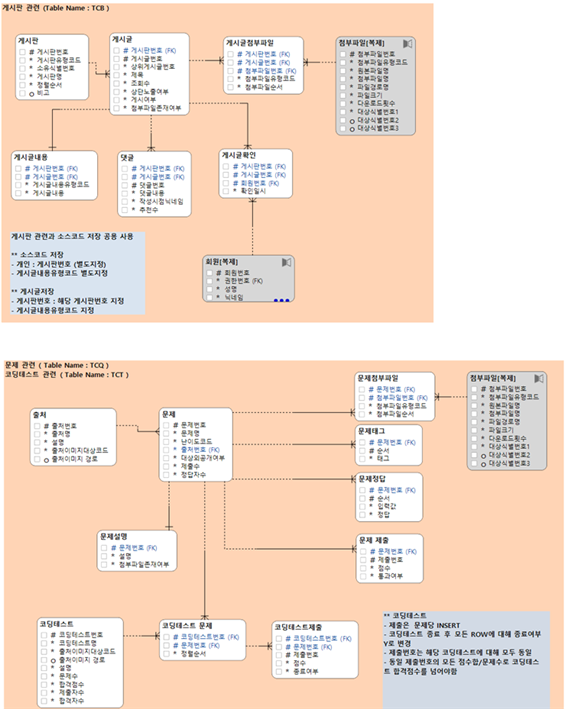 게시판 관련 (Table Name : TCB )
게시판
# 게시판번호
* 게시판유형코드
* 소유식별번호
* 게시판명
* 정렬순서
o 비고
게시글
# 게시판번호 (FK)
# 게시글번호
* 상위게시글번호
* 제목
* 조회수
* 상단노출여부
* 게시여부
* 첨부파일존재여부
게시글첨부파일
# 게시판번호 (FK)
# 게시글번호 (FK)
# 첨부파일번호 (FK)
* 첨부파일유형코드
* 첨부파일순서
첨부파일[복제]
# 첨부파일번호
* 첨부파일유형코드
* 원본파일명
* 첨부파일명
* 파일경로명
* 파일크기
* 다운로드횟수
* 대상식별번호1
o 대상식별번호2
o 대상식별번호3
게시글내용
# 게시판번호 (FK)
# 게시글번호 (FK)
* 게시글내용유형코드
* 게시글내용
댓글
# 게시판번호 (FK)
# 게시글번호 (FK)
# 댓글번호
* 댓글내용
* 작성시점닉네임
* 추천수
게시글확인
# 게시판번호 (FK)
# 게시글번호 (FK)
# 회원번호 (FK)
* 확인일시
회원[복제]
# 회원번호
* 권한번호 (FK)
* 성명
* 닉네임
게시판 관련과 소스코드 저장 공용 사용
** 소스코드 저장
- 개인 : 게시판번호 (별도지정)
- 게시글내용유형코드 별도지정
** 게시글저장
- 게시판번호 : 해당 게시판번호 지정
- 게시글내용유형코드 지정
문제 관련 ( Table Name : TCQ )
코딩테스트 관련 ( Table Name : TCT )
출처
# 출처번호
* 출처명
* 설명
* 출처이미지대상코드
o 출처이미지 경로
문제
# 문제번호
* 문제명
* 난이도코드
* 출처번호 (FK)
* 대상외공개여부
* 제출수
* 정답자수
문제첨부파일
# 문제번호 (FK)
# 첨부파일번호 (FK)
* 첨부파일유형코드
* 첨부파일순서
첨부파일[복제]
# 첨부파일번호
* 첨부파일유형코드
* 원본파일명
* 첨부파일명
* 파일경로명
* 파일크기
* 다운로드횟수
* 대상식별번호1
o 대상식별번호2
o 대상식별번호3
문제태그
# 문제번호 (FK)
# 순서
* 태그
문제정답
# 문제번호 (FK)
# 순서
* 입력값
* 정답
문제설명
# 문제번호 (FK)
* 설명
* 첨부파일존재여부
문제 제출
# 문제번호 (FK)
# 제출번호
* 점수
* 통과여부
코딩테스트
# 코딩테스트번호
* 코딩테스트명
* 출처이미지대상코드
o 출처이미지 경로
* 설명
* 문제수
* 합격점수
* 제출자수
* 합격자수
코딩테스트 문제
# 코딩테스트번호 (FK)
# 문제번호 (FK)
* 정렬순서
코딩테스트제출
# 코딩테스트번호 (FK)
# 문제번호 (FK)
# 제출번호
* 점수
* 종료여부
** 코딩테스트
- 제출은 문제당 INSERT
- 코딩테스트 종료 후 모든 ROW에 대해 종료여부
Y로 변경
- 제출번호는 해당 코딩테스트에 대해 모두 동일
- 동일 제출번호의 모든 점수합/문제수로 코딩테스
트 합격점수를 넘어야함